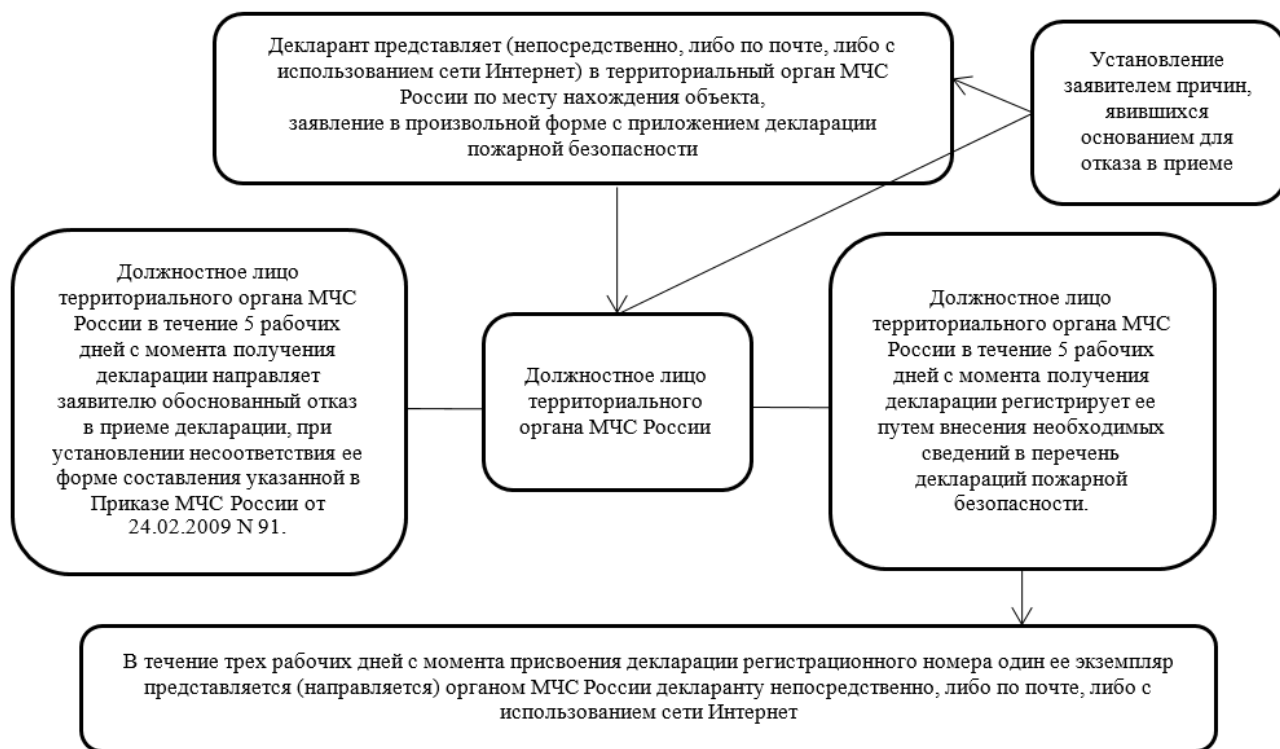 Декларант представляет (непосредственно, либо по почте, либо с
использованием сети Интернет) в территориальный орган МЧС
России по месту нахождения объекта,
заявление в произвольной форме с приложением декларации
пожарной безопасности
Установление
заявителем причин,
явившихся
основанием для
отказа в приеме
Должностное лицо
территориального органа МЧС
России в течение 5 рабочих
дней с момента получения
декларации направляет
заявителю обоснованный отказ
в приеме декларации, при
установлении несоответствия ее
форме составления указанной в
Приказе МЧС России от
24.02.2009 N 91.
Должностное лицо
территориального
органа МЧС России
Должностное лицо
территориального органа МЧС
России в течение 5 рабочих
дней с момента получения
декларации регистрирует ее
путем внесения необходимых
сведений в перечень
деклараций пожарной
безопасности.
В течение трех рабочих дней с момента присвоения декларации регистрационного номера один ее экземпляр
представляется (направляется) органом МЧС России декларанту непосредственно, либо по почте, либо с
использованием сети Интернет